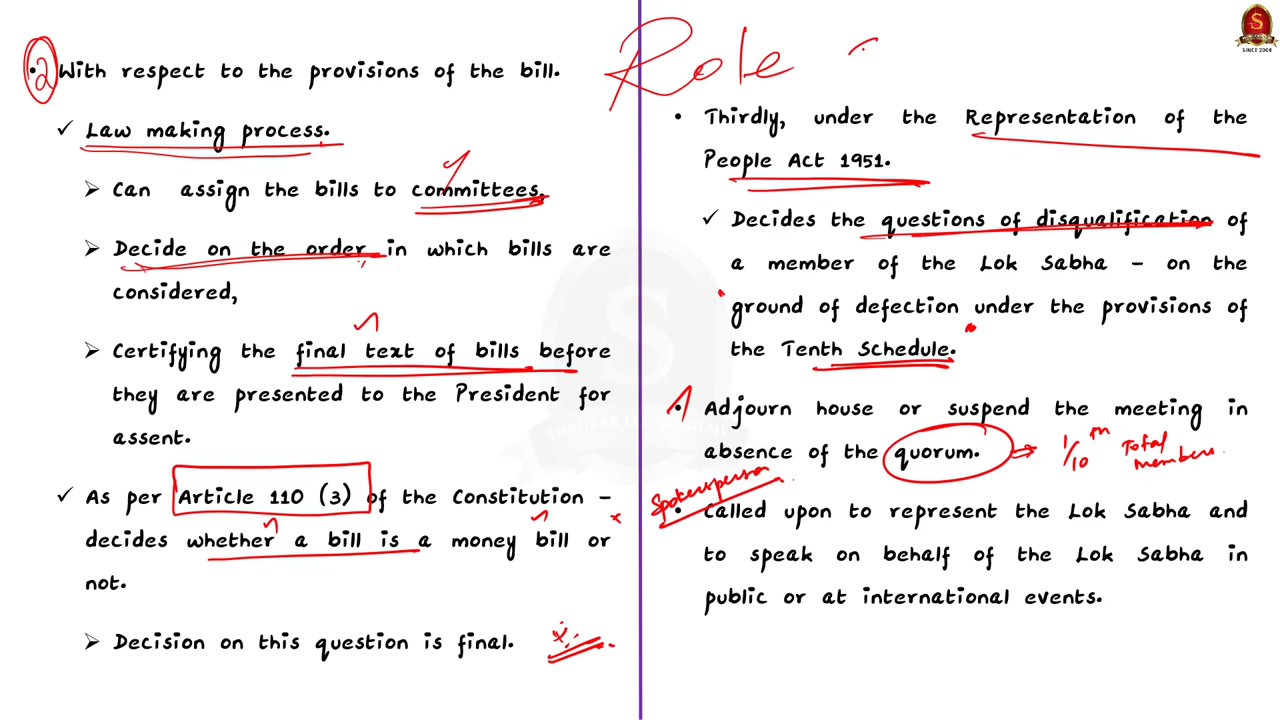 Role :-
② With respect to the provisions of the bill.
✓ Law making process.
➢ Can assign the bills to committees,
➢ Decide on the order in which bills are
considered,
➢ Certifying the final text of bills before
they are presented to the President for
assent.
✓ As per Article 110 (3) of the Constitution –
decides whether a bill is a money bill or
not.
➢ Decision on this question is final.
• Thirdly, under the Representation of the
People Act 1951.
✓ Decides the questions of disqualification of
a member of the Lok Sabha – on the
ground of defection under the provisions of
the Tenth Schedule.
• Adjourn house or suspend the meeting in
absence of the quorum. ⇒ 1/10th Total
members.
Spokesperson
• Called upon to represent the Lok Sabha and
to speak on behalf of the Lok Sabha in
public or at international events.
S
SINCE 2004
SHANKAR IAS ACADEMY